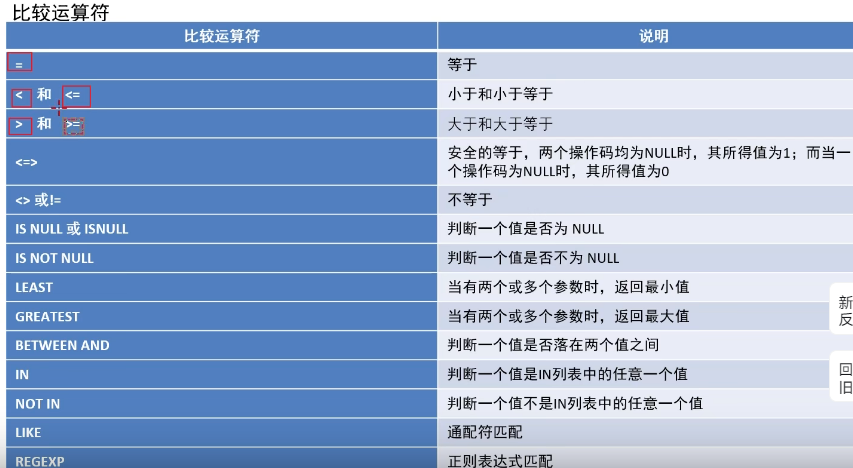 比较运算符
比较运算符 说明
= 等于
< 和 <= 小于和小于等于
> 和 >= 大于和大于等于
<=> 安全的等于，两个操作码均为NULL时，其所得值为1；而当一
个操作码为NULL时，其所得值为0
<> 或!= 不等于
IS NULL 或 ISNULL 判断一个值是否为 NULL
IS NOT NULL 判断一个值是否不为 NULL
LEAST 当有两个或多个参数时，返回最小值
GREATEST 当有两个或多个参数时，返回最大值
新
反
BETWEEN AND 判断一个值是否落在两个值之间
IN 判断一个值是IN列表中的任意一个值
回
旧
NOT IN 判断一个值不是IN列表中的任意一个值
LIKE 通配符匹配
REGEXP 正则表达式匹配